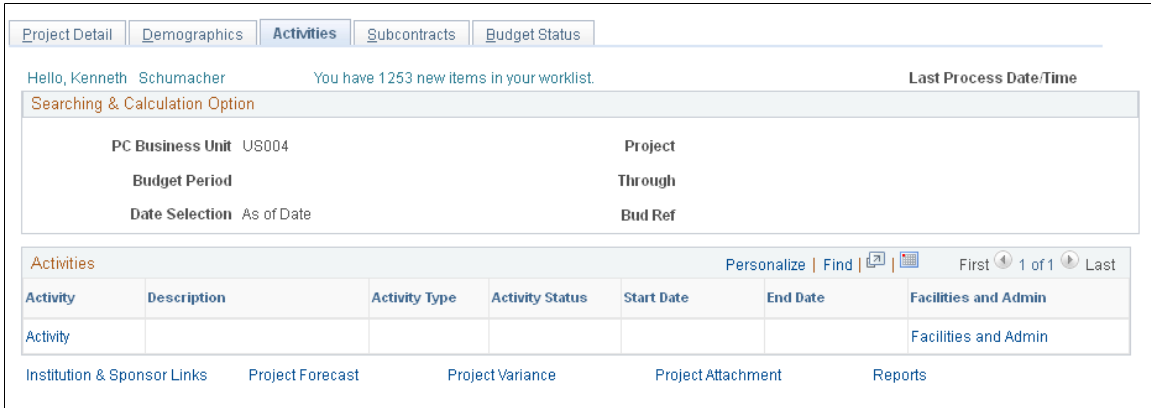 Project Detail Demographics Activities Subcontracts Budget Status
Hello, Kenneth Schumacher You have 1253 new items in your worklist. Last Process Date/Time
Searching & Calculation Option
PC Business Unit US004 Project
Budget Period Through
Date Selection As of Date Bud Ref
Activities Personalize | Find | | First 1 of 1 Last
Activity Description Activity Type Activity Status Start Date End Date Facilities and Admin
Activity Facilities and Admin
Institution & Sponsor Links Project Forecast Project Variance Project Attachment Reports